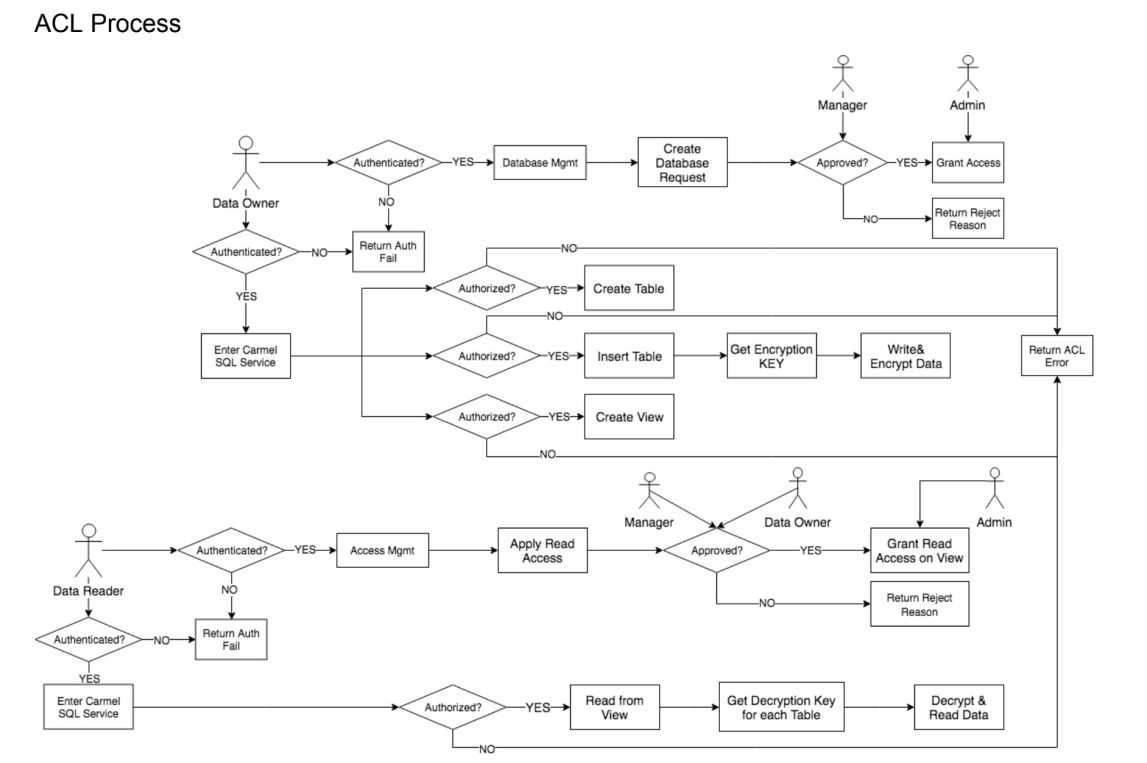 ACL Process
Manager
Admin
Authenticated?
YES
Database Mgmt
Create
Database
Request
Approved?
YES
Grant Access
Data Owner
NO
NO
Return Reject
Reason
Authenticated?
NO
Return Auth
Fail
NO
YES
Authorized?
YES
Create Table
NO
Enter Carmel
SQL Service
Authorized?
YES
Insert Table
Get Encryption
KEY
Write&
Encrypt Data
Return ACL
Error
Authorized?
YES
Create View
NO
Manager
Data Owner
Admin
Authenticated?
YES
Access Mgmt
Apply Read
Access
Approved?
YES
Grant Read
Access on View
Data Reader
NO
NO
Return Reject
Reason
Authenticated?
NO
Return Auth
Fail
YES
Enter Carmel
SQL Service
Authorized?
YES
Read from
View
Get Decryption Key
for each Table
Decrypt &
Read Data
NO